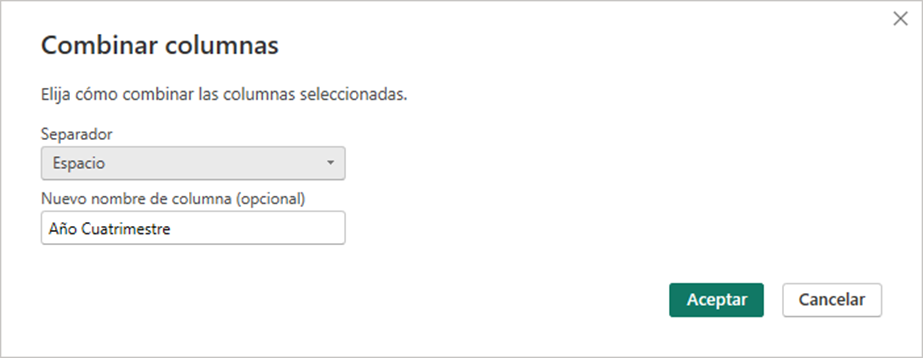 Combinar columnas
Elija cómo combinar las columnas seleccionadas.
Separador
Espacio
Nuevo nombre de columna (opcional)
Año Cuatrimestre
Aceptar Cancelar